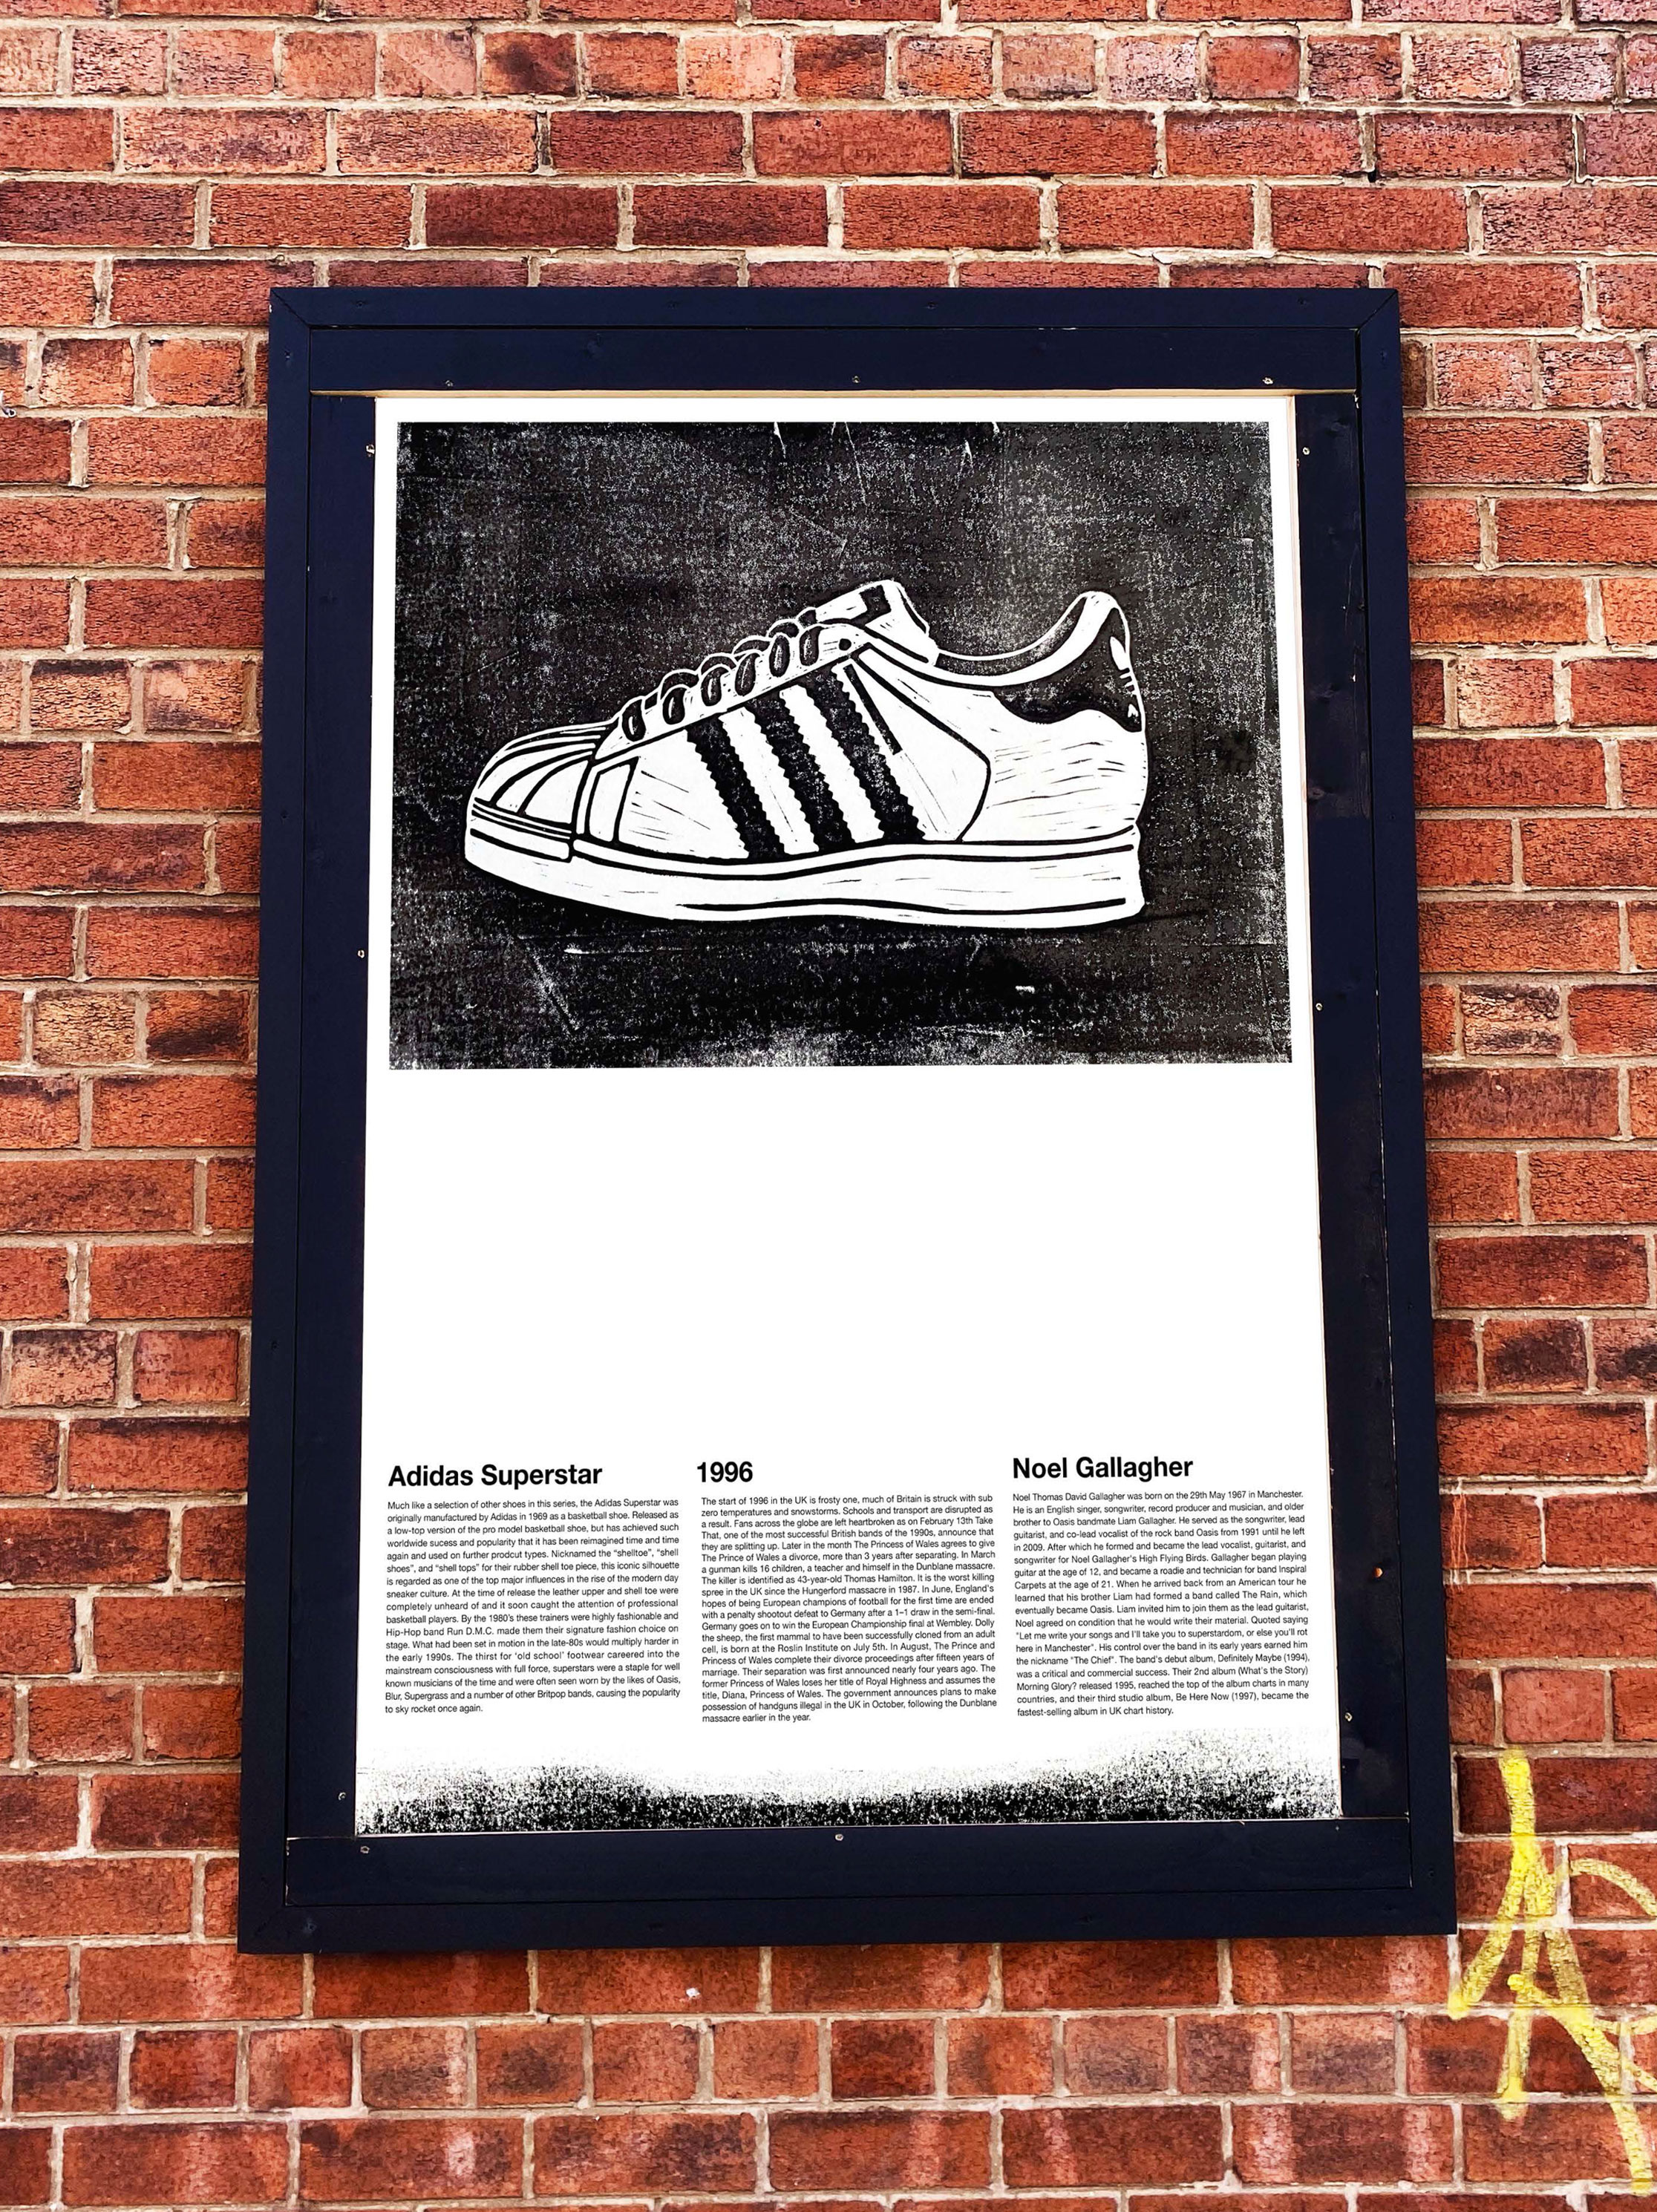 Adidas Superstar
Much like a selection of other shoes in this series, the Adidas Superstar was
originally manufactured by Adidas in 1969 as a basketball shoe. Released as
a low-top version of the pro model basketball shoe, but has achieved such
worldwide sucess and popularity that it has been reimagined time and time
again and used on further prodcut types. Nicknamed the “shelltoe”, “shell
shoes”, and “shell tops” for their rubber shell toe piece, this iconic silhouette
is regarded as one of the top major influences in the rise of the modern day
sneaker culture. At the time of release the leather upper and shell toe were
completely unheard of and it soon caught the attention of professional
basketball players. By the 1980's these trainers were highly fashionable and
Hip-Hop band Run D.M.C. made them their signature fashion choice on
stage. What had been set in motion in the late-80s would multiply harder in
the early 1990s. The thirst for ‘old school’ footwear careered into the
mainstream consciousness with full force, superstars were a staple for well
known musicians of the time and were often seen worn by the likes of Oasis,
Blur, Supergrass and a number of other Britpop bands, causing the popularity
to sky rocket once again.
1996
The start of 1996 in the UK is frosty one, much of Britain is struck with sub
zero temperatures and snowstorms. Schools and transport are disrupted as
a result. Fans across the globe are left heartbroken as on February 13th Take
That, one of the most successful British bands of the 1990s, announce that
they are splitting up. Later in the month The Princess of Wales agrees to give
The Prince of Wales a divorce, more than 3 years after separating. In March
a gunman kills 16 children, a teacher and himself in the Dunblane massacre.
The killer is identified as 43-year-old Thomas Hamilton. It is the worst killing
spree in the UK since the Hungerford massacre in 1987. In June, England's
hopes of being European champions of football for the first time are ended
with a penalty shootout defeat to Germany after a 1–1 draw in the semi-final.
Germany goes on to win the European Championship final at Wembley. Dolly
the sheep, the first mammal to have been successfully cloned from an adult
cell, is born at the Roslin Institute on July 5th. In August, The Prince and
Princess of Wales complete their divorce proceedings after fifteen years of
marriage. Their separation was first announced nearly four years ago. The
former Princess of Wales loses her title of Royal Highness and assumes the
title, Diana, Princess of Wales. The government announces plans to make
possession of handguns illegal in the UK in October, following the Dunblane
massacre earlier in the year.
Noel Gallagher
Noel Thomas David Gallagher was born on the 29th May 1967 in Manchester.
He is an English singer, songwriter, record producer and musician, and older
brother to Oasis bandmate Liam Gallagher. He served as the songwriter, lead
guitarist, and co-lead vocalist of the rock band Oasis from 1991 until he left
in 2009. After which he formed and became the lead vocalist, guitarist, and
songwriter for Noel Gallagher's High Flying Birds. Gallagher began playing
guitar at the age of 12, and became a roadie and technician for band Inspiral
Carpets at the age of 21. When he arrived back from an American tour he
learned that his brother Liam had formed a band called The Rain, which
eventually became Oasis. Liam invited him to join them as the lead guitarist,
Noel agreed on condition that he would write their material. Quoted saying
“Let me write your songs and I'll take you to superstardom, or else you'll rot
here in Manchester”. His control over the band in its early years earned him
the nickname “The Chief”. The band's debut album, Definitely Maybe (1994),
was a critical and commercial success. Their 2nd album (What's the Story)
Morning Glory? released 1995, reached the top of the album charts in many
countries, and their third studio album, Be Here Now (1997), became the
fastest-selling album in UK chart history.